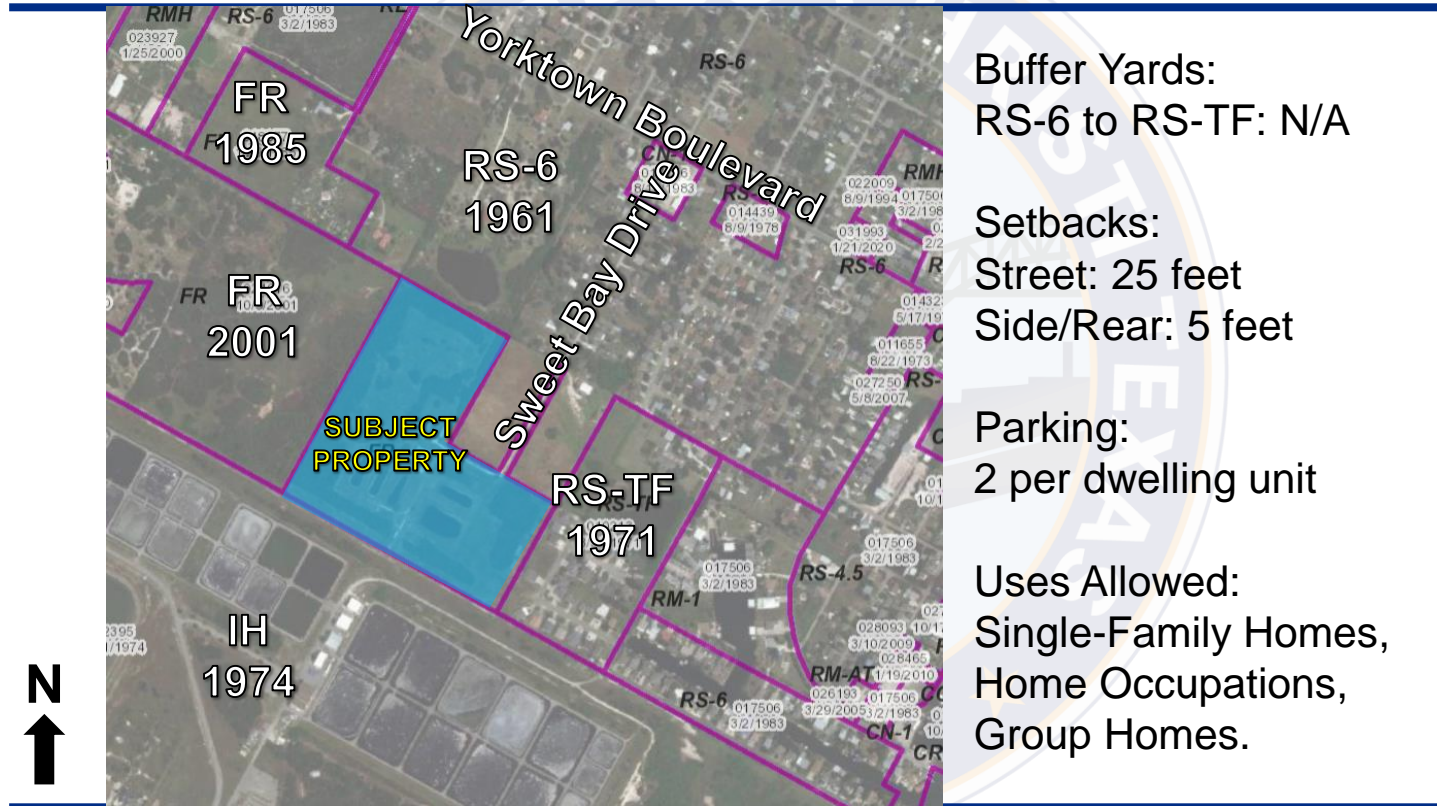 RMH
023927
1/25/2000
RS-6
017506
3/2/1983
Yorktown Boulevard
RS-6
FR
1985
RS-6
1961
Sweet Bay Drive
014439
8/9/1978
022009
8/9/1994
031993
1/21/2020
RS-6
FR
FR
2001
011655
8/22/1973
027250
5/8/2007
SUBJECT
PROPERTY
RS-TF
1971
017506
3/2/1983
RM-1
017506
3/2/1983
RS-4.5
IH
1974
028093
3/10/2009
028465
1/19/2010
RM-AT
026193
3/29/2005
017506
3/2/1983
RS-6
017506
3/2/1983
CN-1
N
Buffer Yards:
RS-6 to RS-TF: N/A
Setbacks:
Street: 25 feet
Side/Rear: 5 feet
Parking:
2 per dwelling unit
Uses Allowed:
Single-Family Homes,
Home Occupations,
Group Homes.